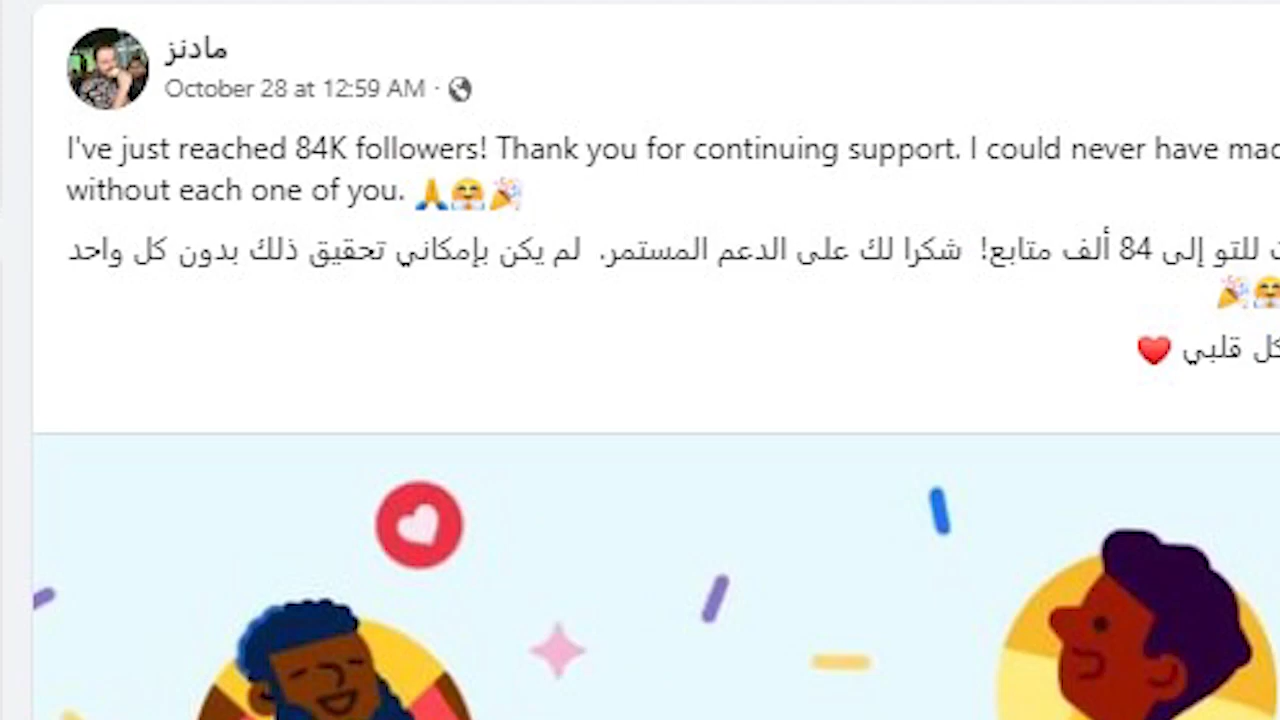 مادنز
October 28 at 12:59 AM ·
I've just reached 84K followers! Thank you for continuing support. I could never have
without each one of you. 🙏🤗🎉
للتو إلى 84 ألف متابع! شكرا لك على الدعم المستمر. لم يكن بإمكاني تحقيق ذلك بدون كل واحد
🤗🎉
كل قلبي ❤️